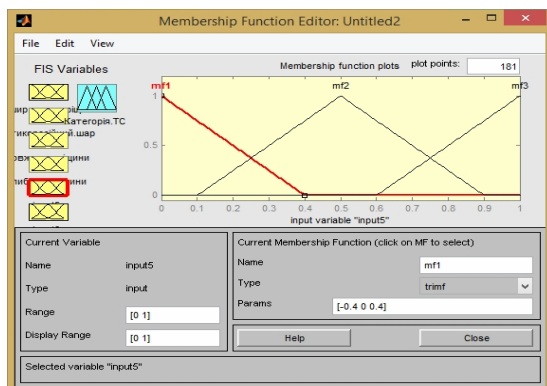 Membership Function Editor: Untitled2
File Edit View
FIS Variables
Membership function plots plot points: 181
mf1 mf2 mf3
Категорія.ТС
1
0.5
0
0 0.1 0.2 0.3 0.4 0.5 0.6 0.7 0.8 0.9 1
input variable "input5"
Current Variable
Name input5
Type input
Range [0 1]
Display Range [0 1]
Current Membership Function (click on MF to select)
Name mf1
Type trimf
Params [-0.4 0 0.4]
Help Close
Selected variable "input5"